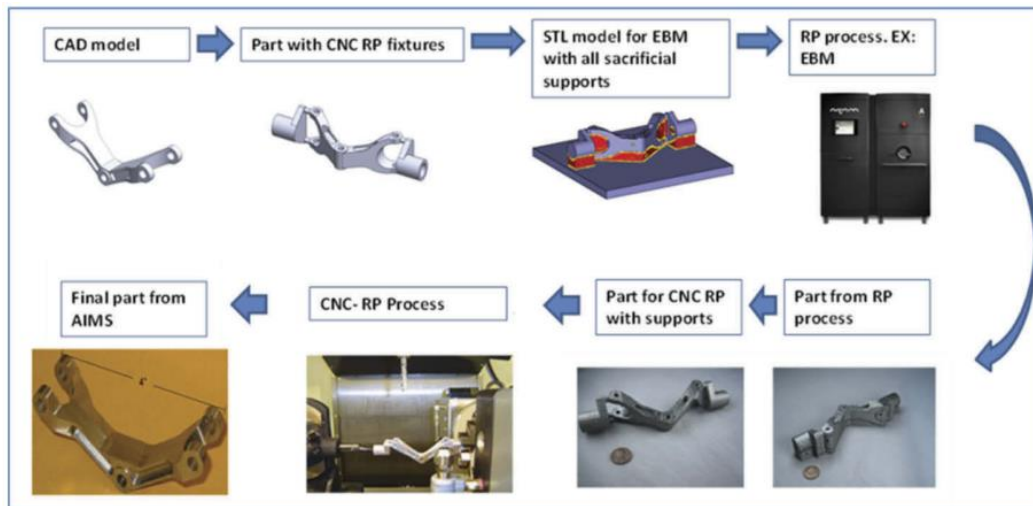 CAD model
Part with CNC RP fixtures
STL model for EBM
with all sacrificial
supports
RP process. EX:
EBM
Final part from
AIMS
CNC- RP Process
Part for CNC RP
with supports
Part from RP
process
4"